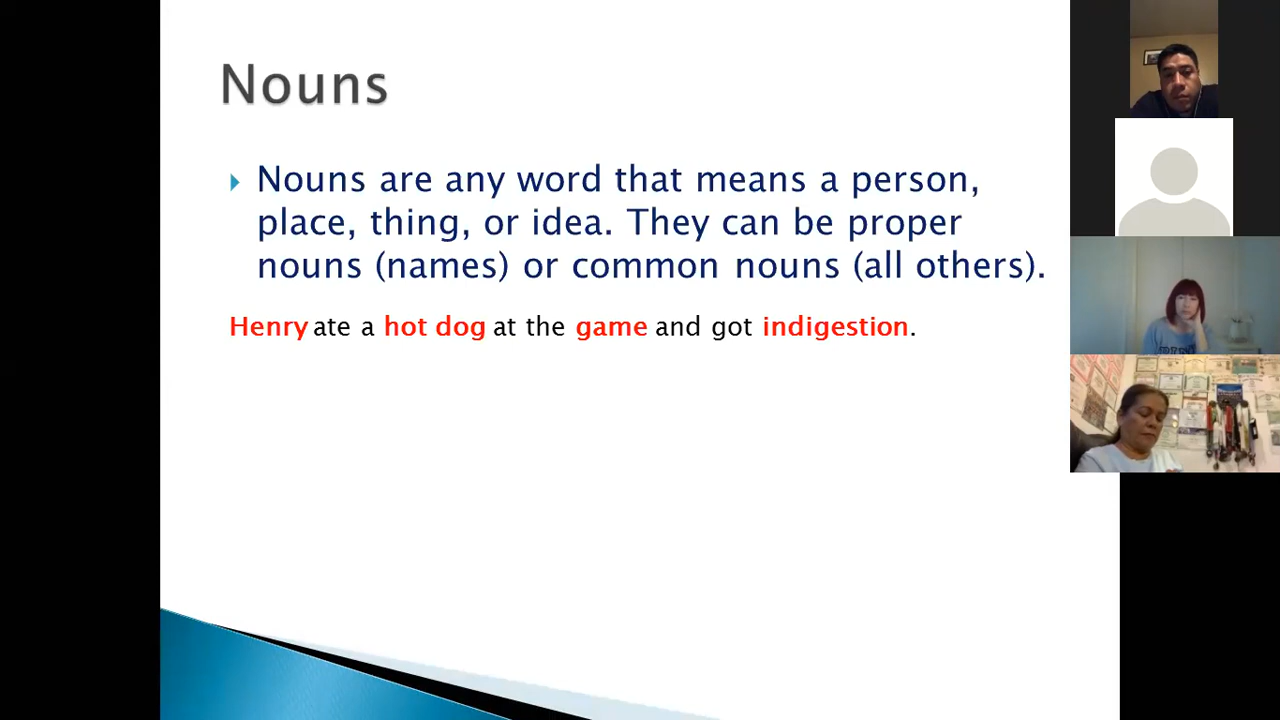 Nouns
Nouns are any word that means a person,
place, thing, or idea. They can be proper
nouns (names) or common nouns (all others).
Henry ate a hot dog at the game and got indigestion.